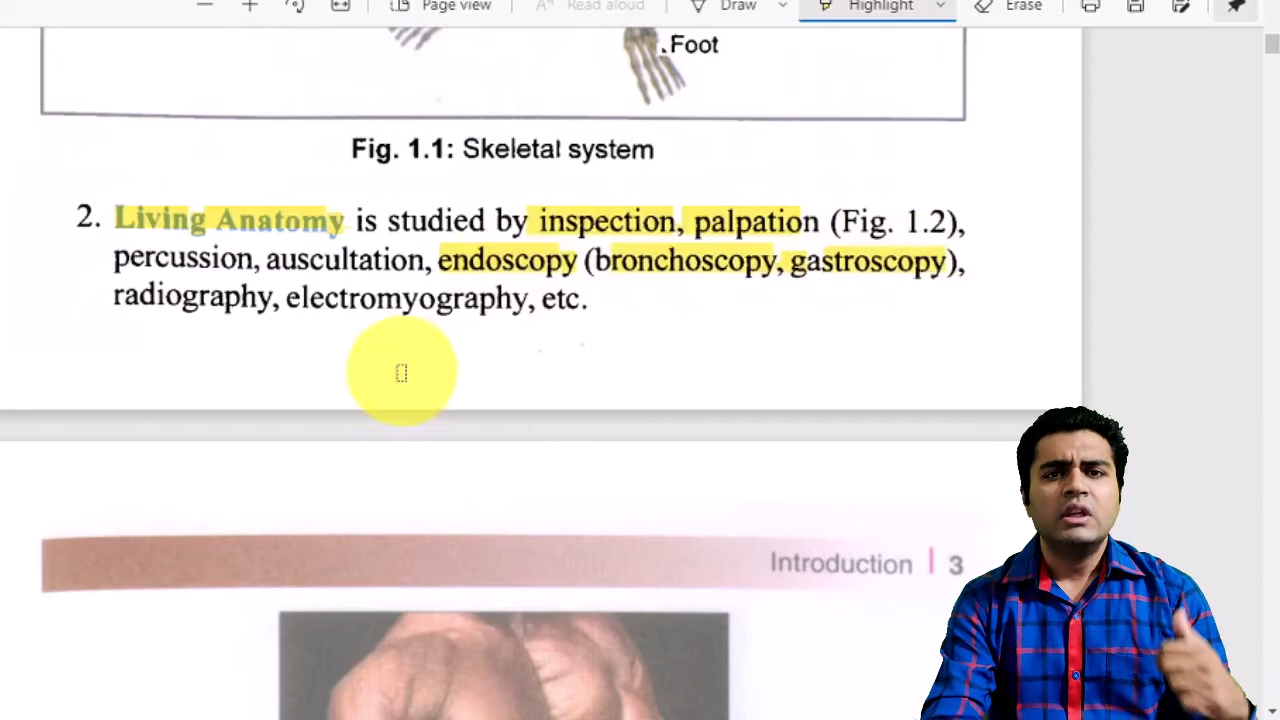 Page view
Read aloud
Draw
Highlight
Erase
Foot
Fig. 1.1: Skeletal system
2. Living Anatomy is studied by inspection, palpation (Fig. 1.2),
percussion, auscultation, endoscopy (bronchoscopy, gastroscopy),
radiography, electromyography, etc.
Introduction | 3